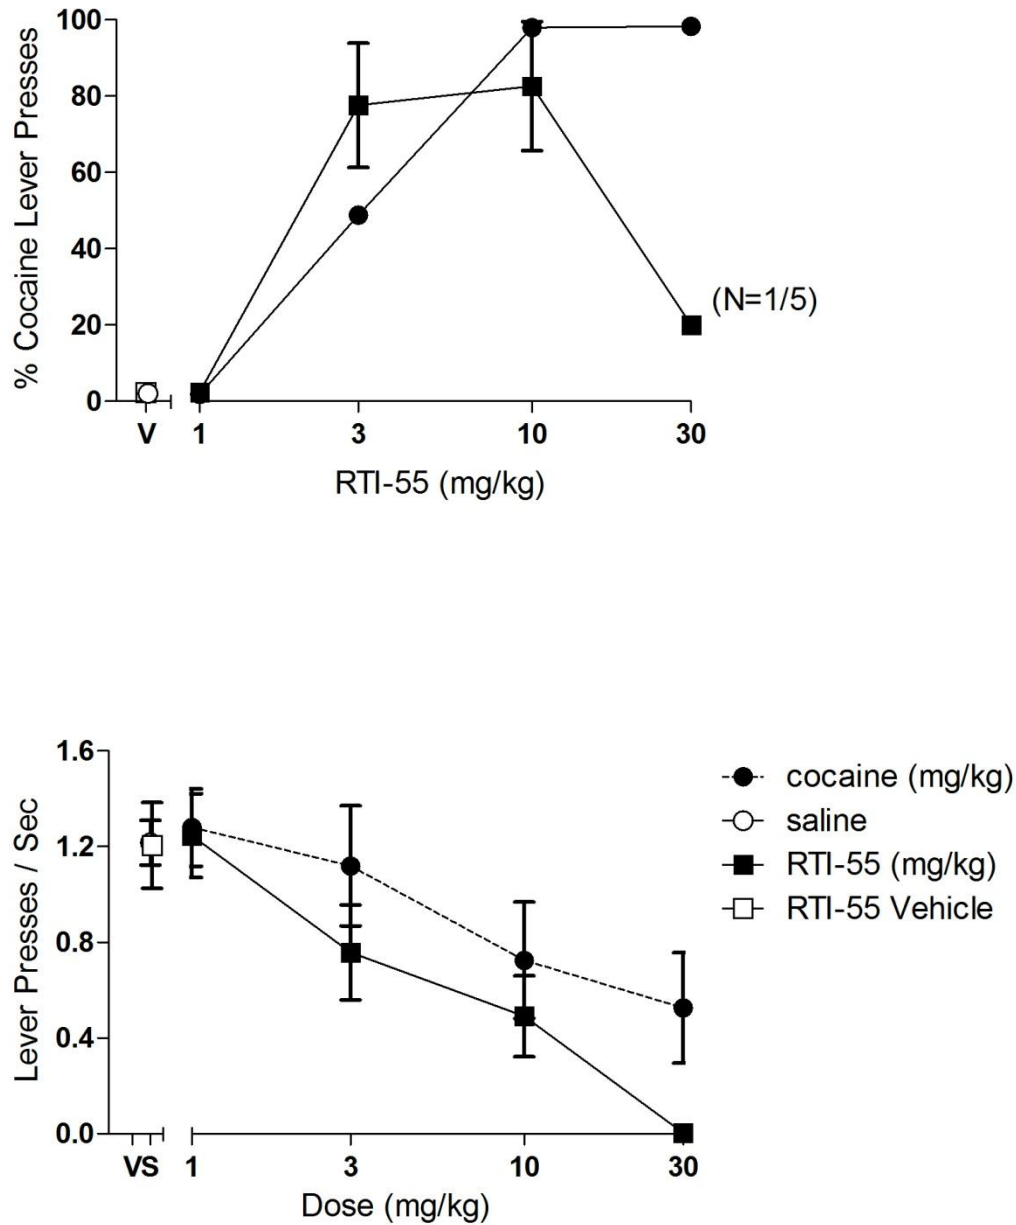 % Cocaine Lever Presses
100
80
60
40
20
0
(N=1/5)
V 1 3 10 30
RTI-55 (mg/kg)
Lever Presses / Sec
1.6
1.2
0.8
0.4
0.0
cocaine (mg/kg)
saline
RTI-55 (mg/kg)
RTI-55 Vehicle
VS 1 3 10 30
Dose (mg/kg)